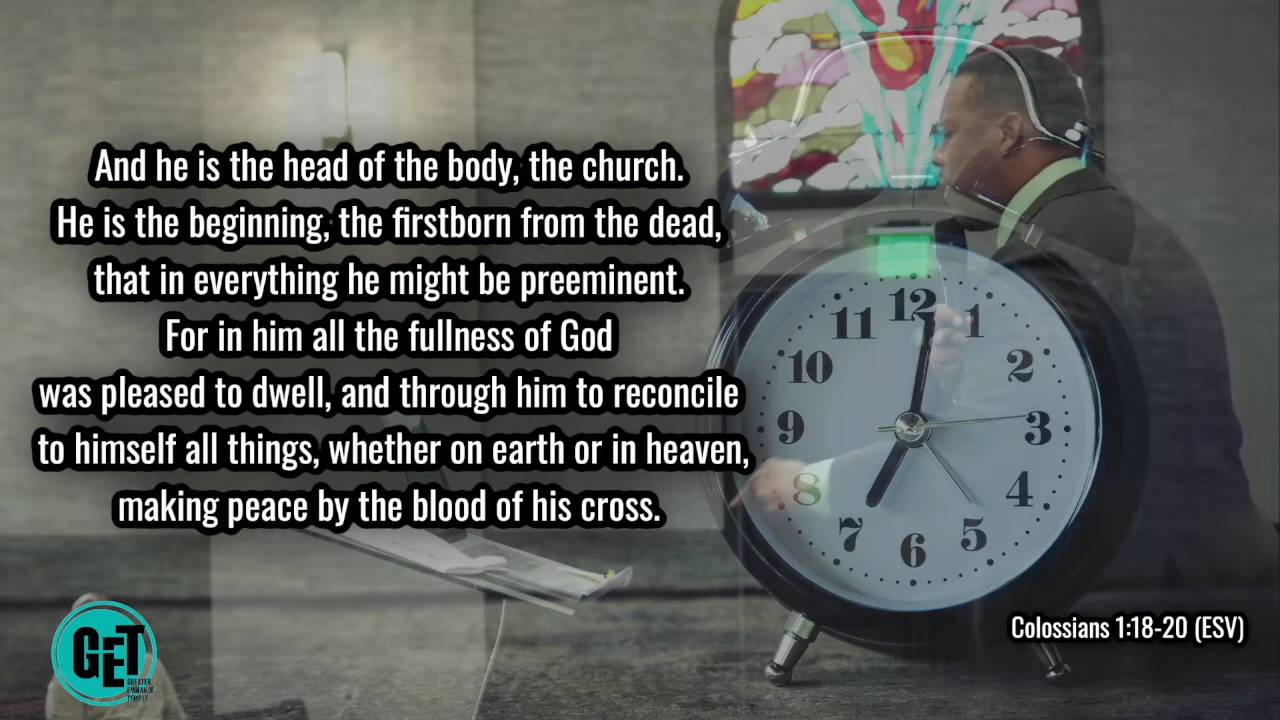 And he is the head of the body, the church.
He is the beginning, the firstborn from the dead,
that in everything he might be preeminent.
For in him all the fullness of God
was pleased to dwell, and through him to reconcile
to himself all things, whether on earth or in heaven,
making peace by the blood of his cross.
12
1
2
3
4
5
6
7
8
9
10
11
Colossians 1:18-20 (ESV)
GET
GREATER
EMMANUEL
TEMPLE